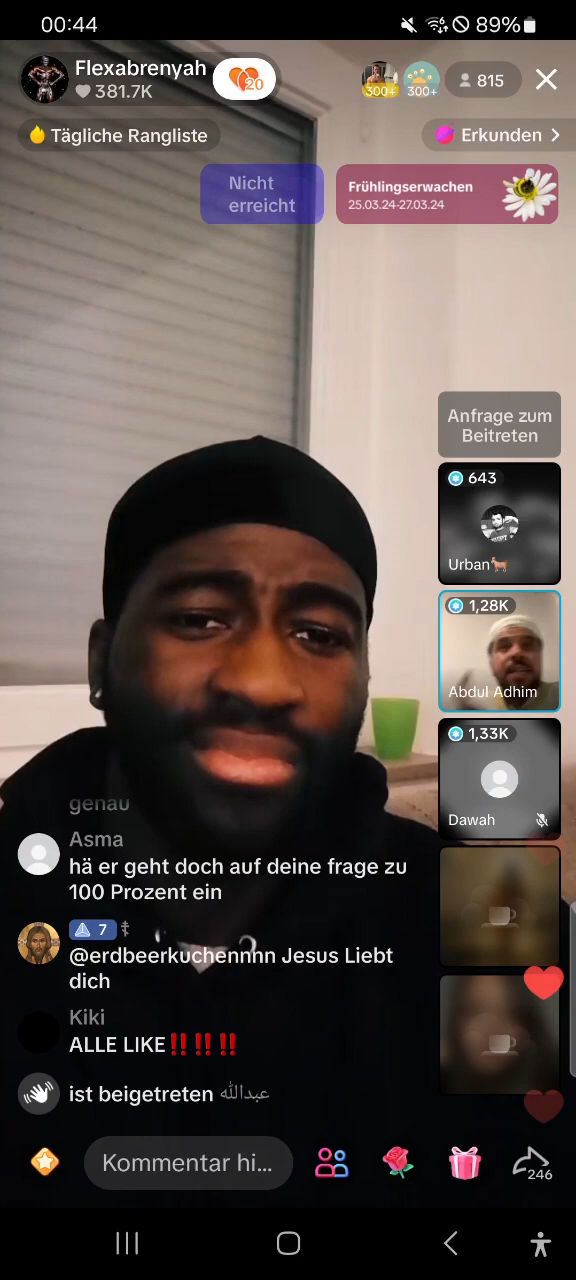 00:44
89%
Flexabrenyah
381.7K
20
300+
300+
815
Tägliche Rangliste
Erkunden
Nicht
erreicht
Frühlingserwachen
25.03.24-27.03.24
Anfrage zum
Beitreten
643
Urban
1,28K
Abdul Adhim
1,33K
Dawah
genau
Asma
hä er geht doch auf deine frage zu
100 Prozent ein
7
@erdbeerkuchennnn Jesus Liebt
dich
Kiki
ALLE LIKE‼️‼️‼️
ist beigetreten عبدالله
Kommentar hi...
246